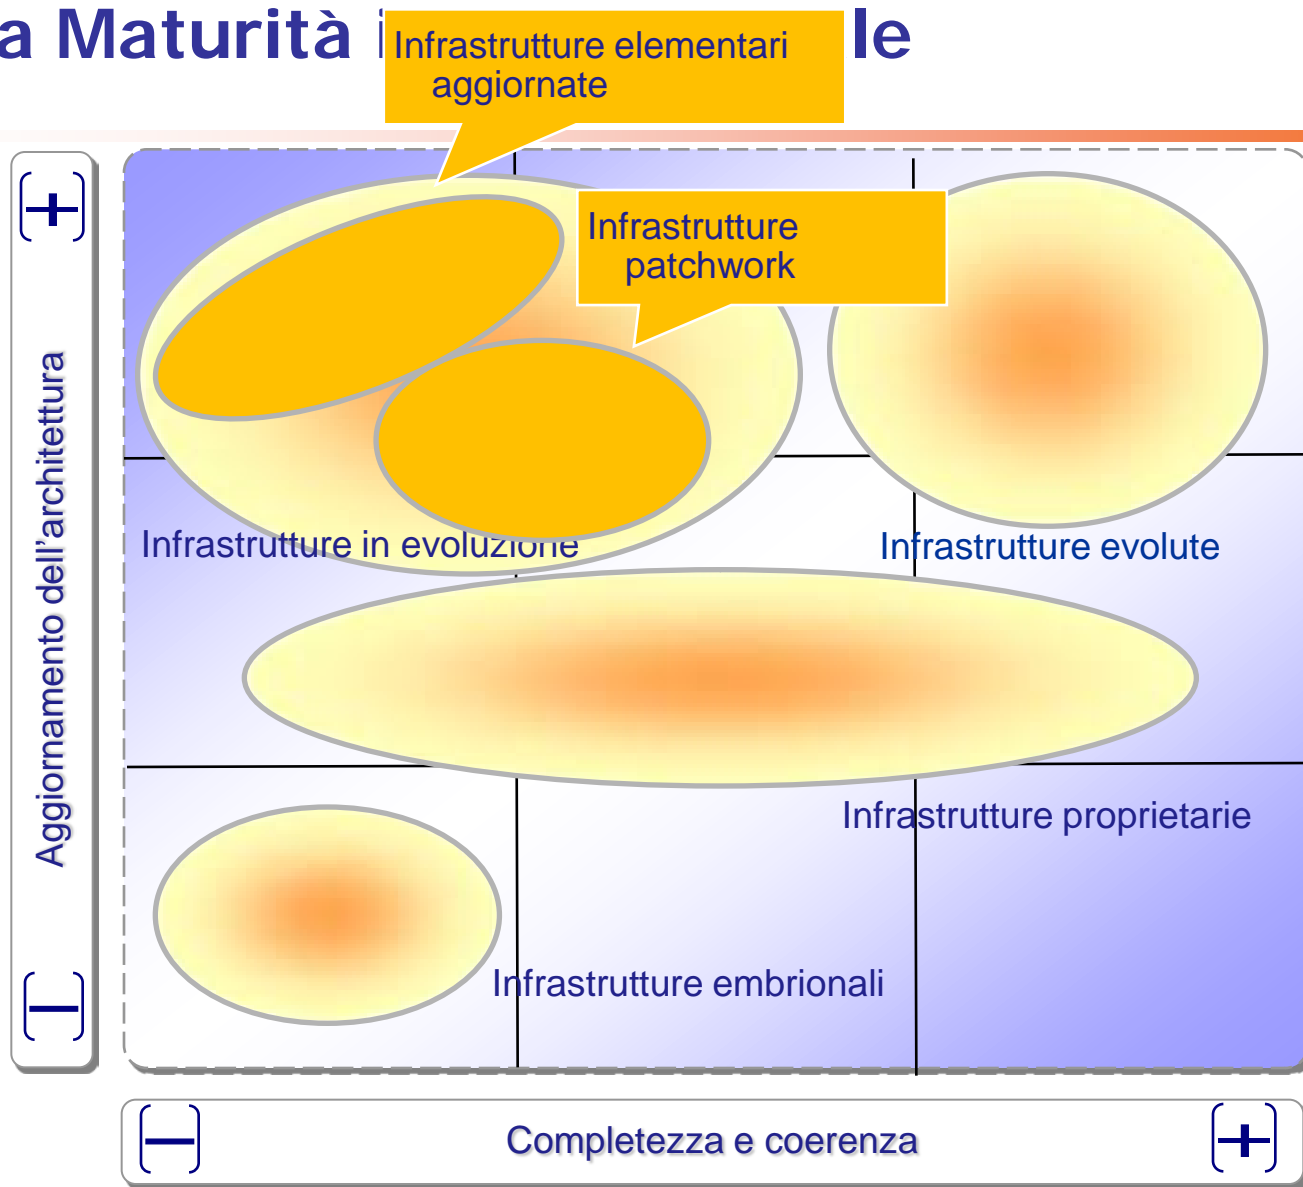 a Maturità i le
Infrastrutture elementari
aggiornate
[+]
Infrastrutture
patchwork
Aggiornamento dell'architettura
Infrastrutture in evoluzione
Infrastrutture evolute
Infrastrutture proprietarie
Infrastrutture embrionali
[–]
[–]
Completezza e coerenza
[+]